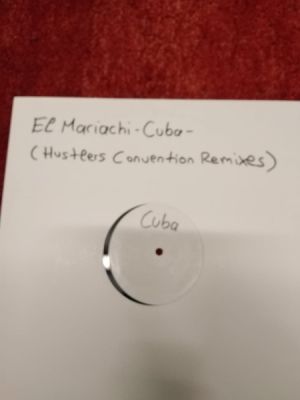 El Mariachi - Cuba -
(Hustlers Convention Remixes)
Cuba